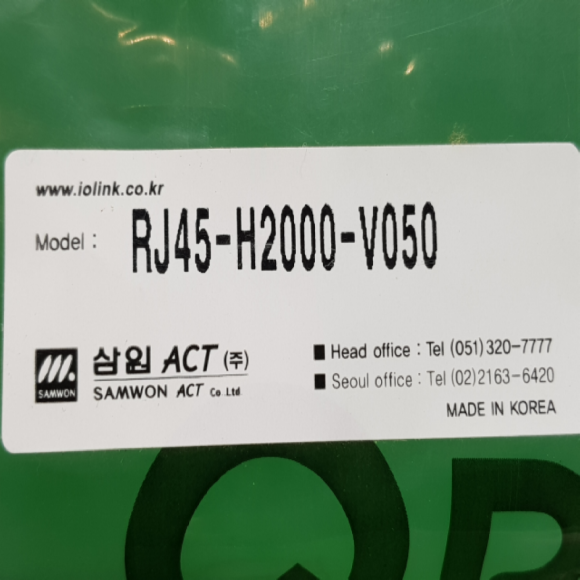 www.iolink.co.kr
Model : RJ45-H2000-V050
SAMWON
삼원 ACT (주)
SAMWON ACT Co.Ltd.
■ Head office : Tel (051) 320-7777
■ Seoul office : Tel (02) 2163-6420
MADE IN KOREA